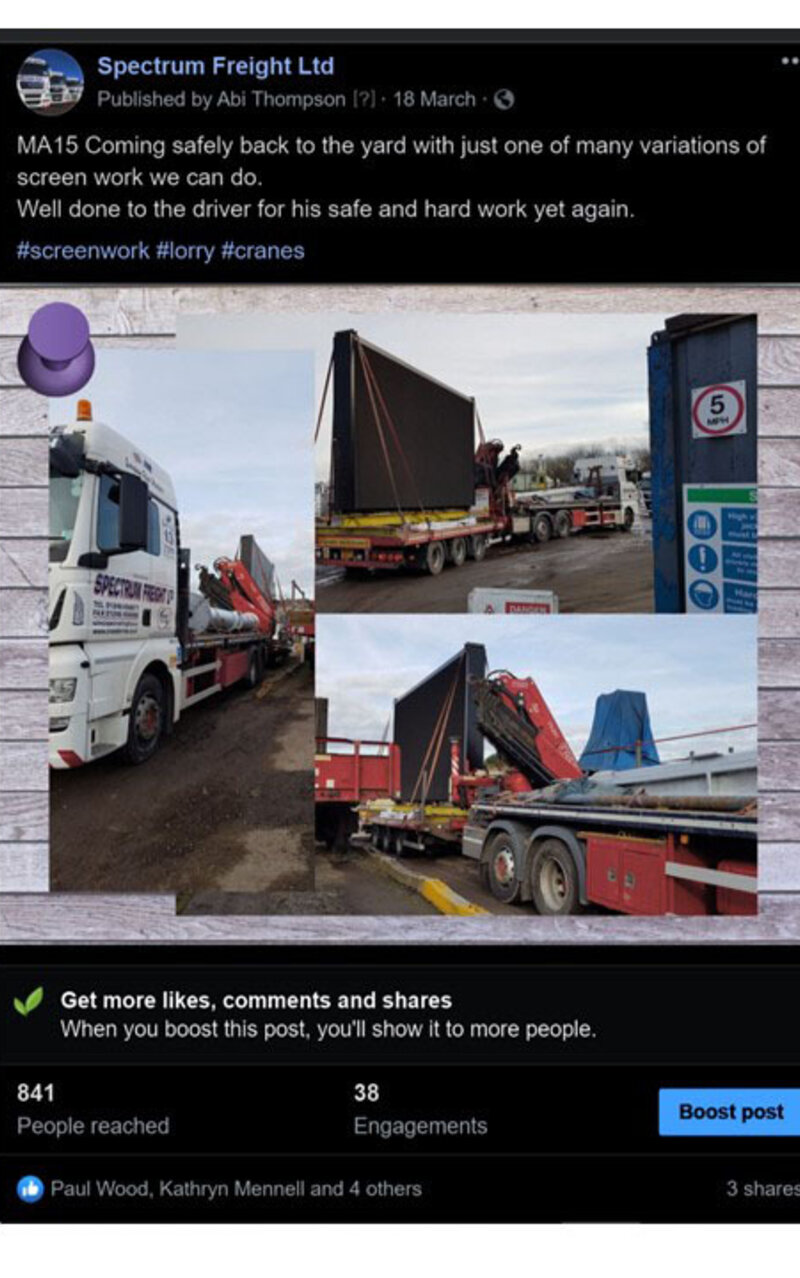 Spectrum Freight Ltd
Published by Abi Thompson [?] · 18 March ·
MA15 Coming safely back to the yard with just one of many variations of
screen work we can do.
Well done to the driver for his safe and hard work yet again.
#screenwork #lorry #cranes
5
MPH
High v
DANGER
SPECTRUM FREIGHT
Get more likes, comments and shares
When you boost this post, you'll show it to more people.
841
People reached
38
Engagements
Boost post
Paul Wood, Kathryn Mennell and 4 others
3 shares